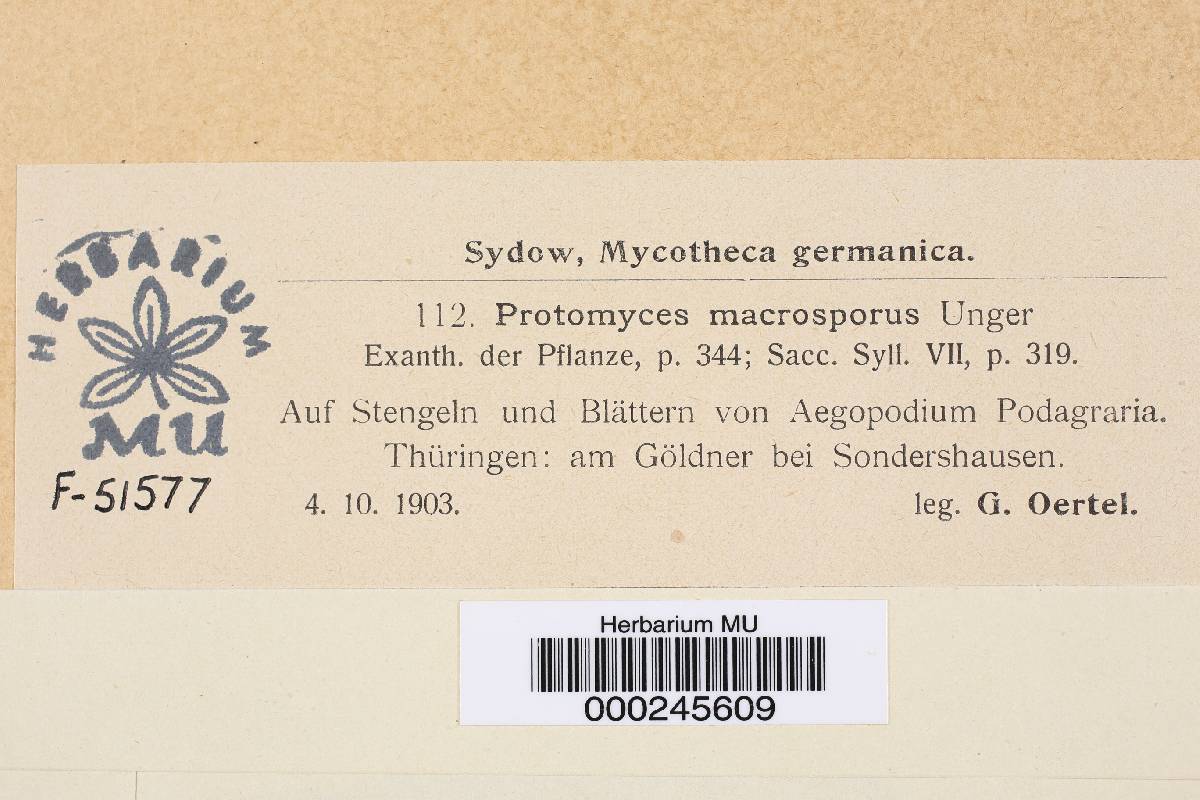 Sydow, Mycotheca germanica.
112. Protomyces macrosporus Unger
Exanth. der Pflanze, p. 344; Sacc. Syll. VII, p. 319.
Auf Stengeln und Blättern von Aegopodium Podagraria.
Thüringen: am Göldner bei Sondershausen.
4. 10. 1903. leg. G. Oertel.
HERBARIUM
MU
F-51577
Herbarium MU
000245609